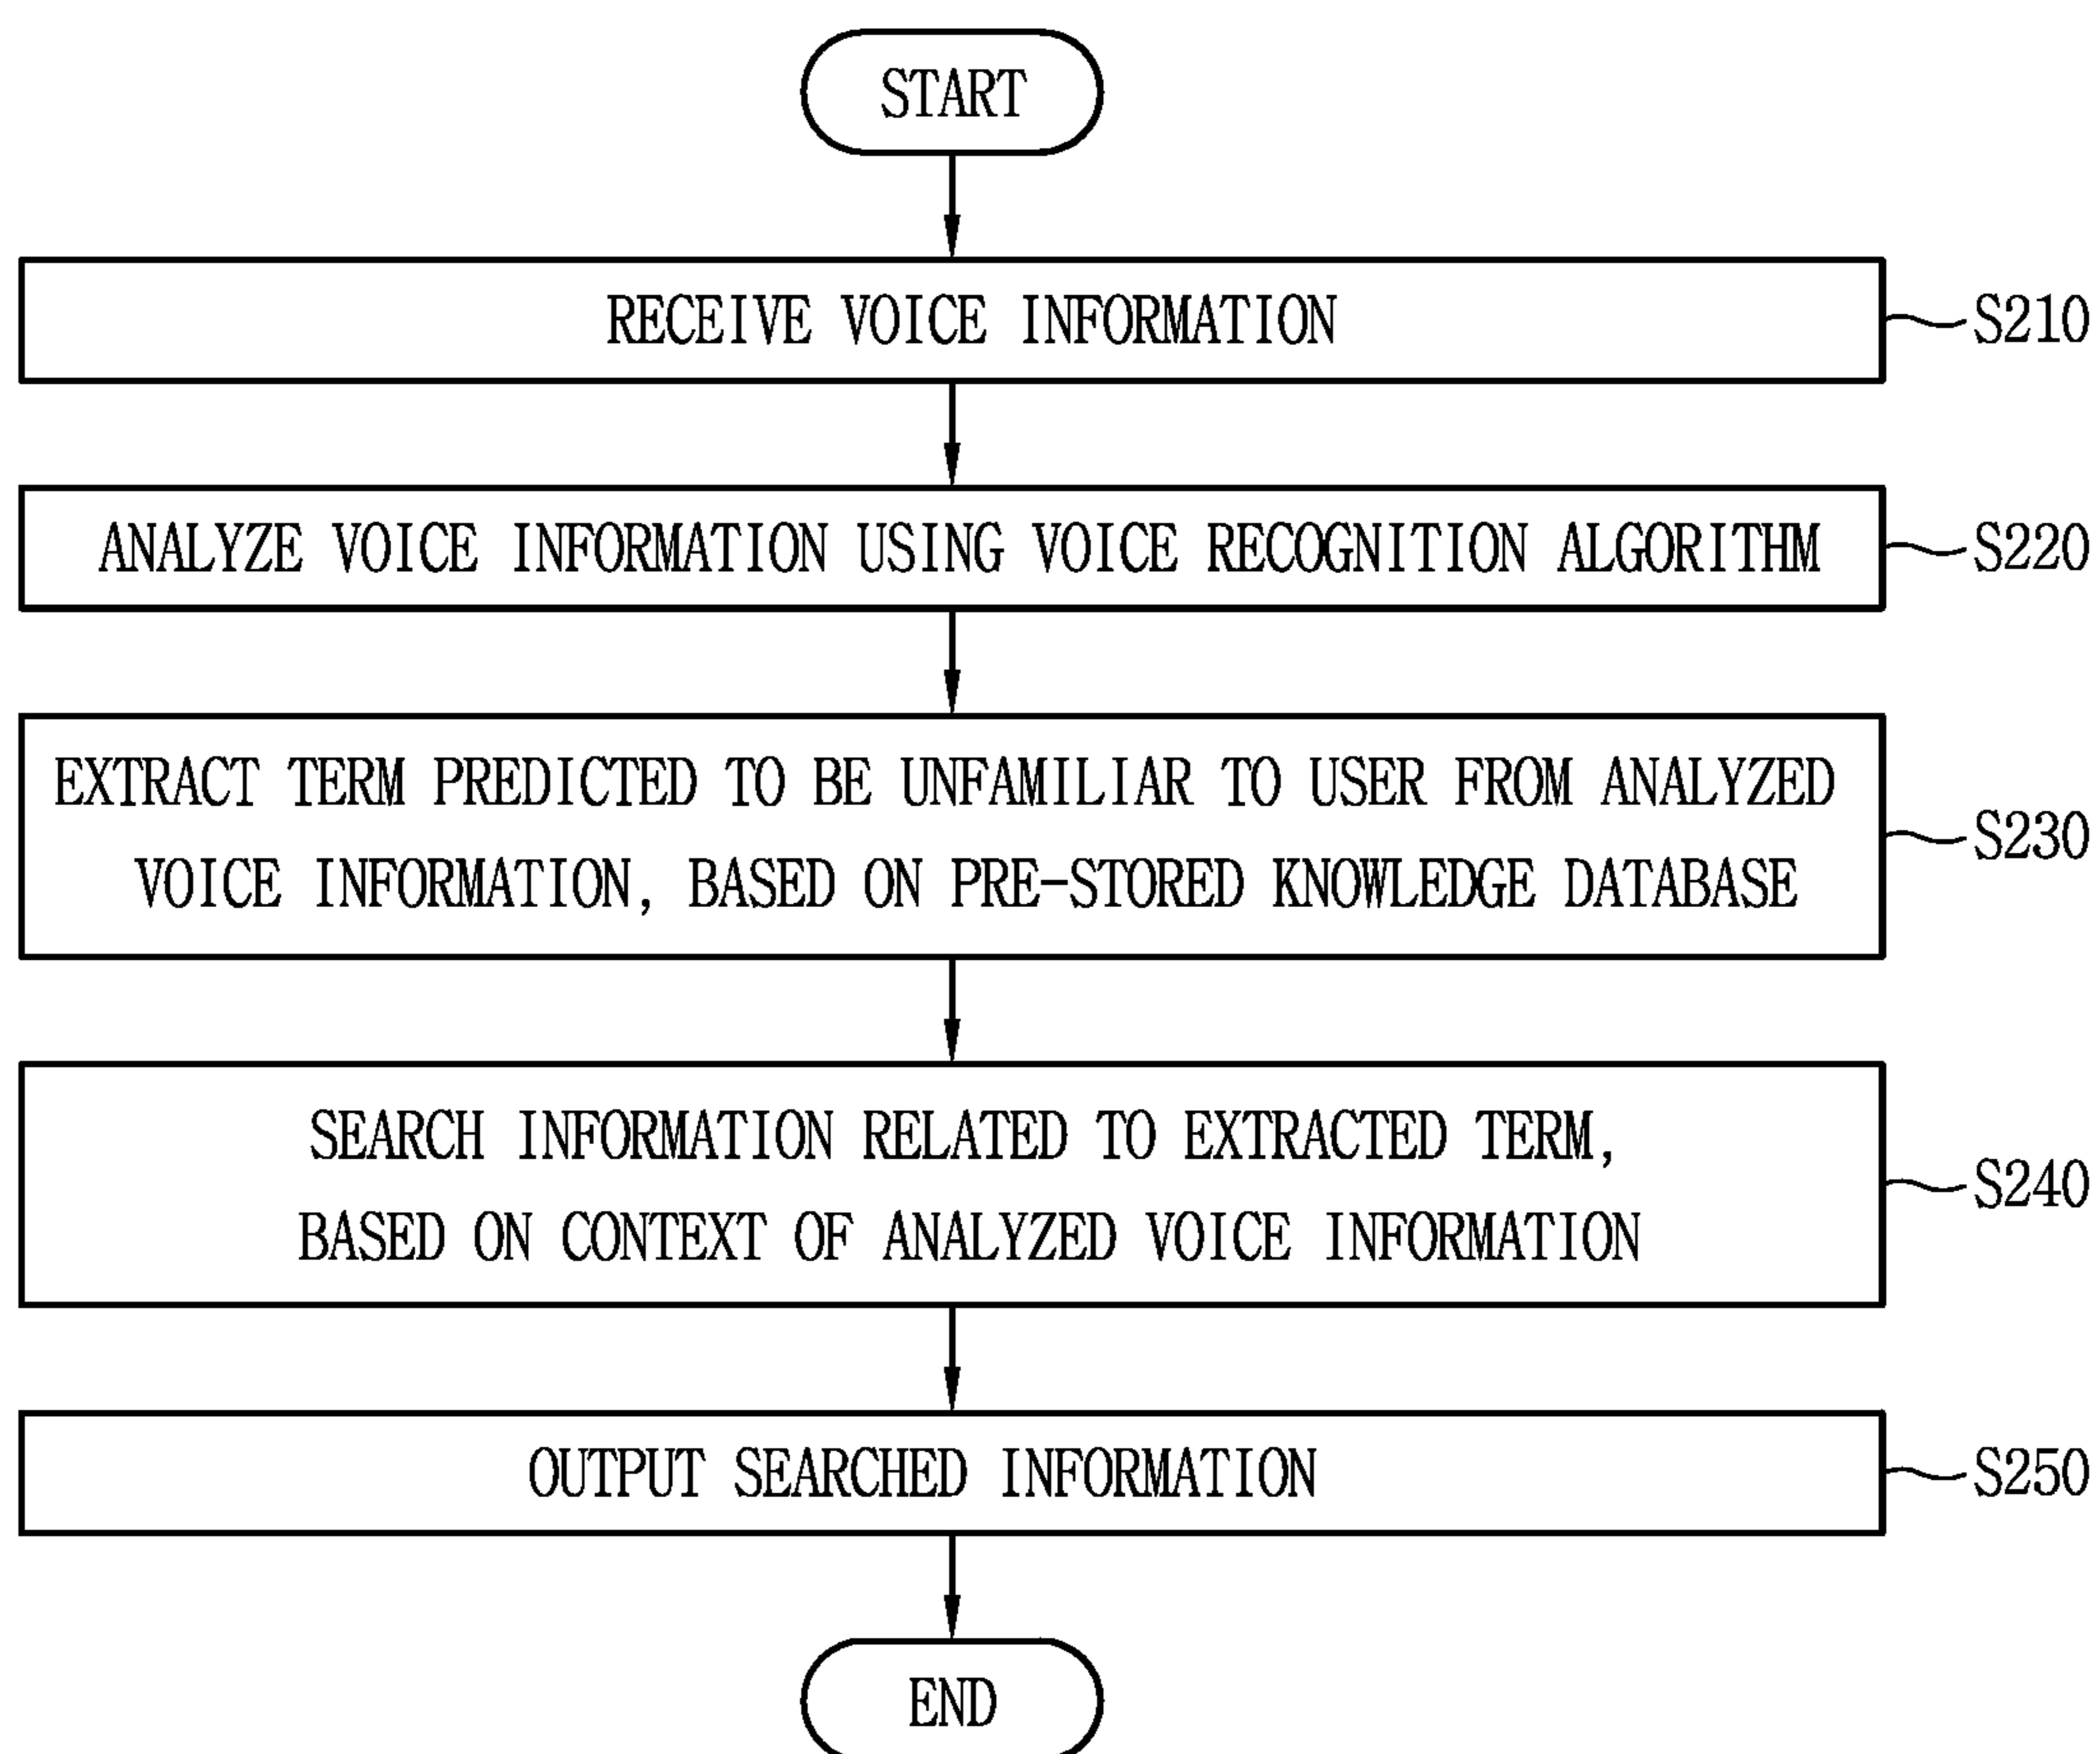 START
RECEIVE VOICE INFORMATION
S210
ANALYZE VOICE INFORMATION USING VOICE RECOGNITION ALGORITHM
S220
EXTRACT TERM PREDICTED TO BE UNFAMILIAR TO USER FROM ANALYZED
VOICE INFORMATION, BASED ON PRE-STORED KNOWLEDGE DATABASE
S230
SEARCH INFORMATION RELATED TO EXTRACTED TERM,
BASED ON CONTEXT OF ANALYZED VOICE INFORMATION
S240
OUTPUT SEARCHED INFORMATION
S250
END